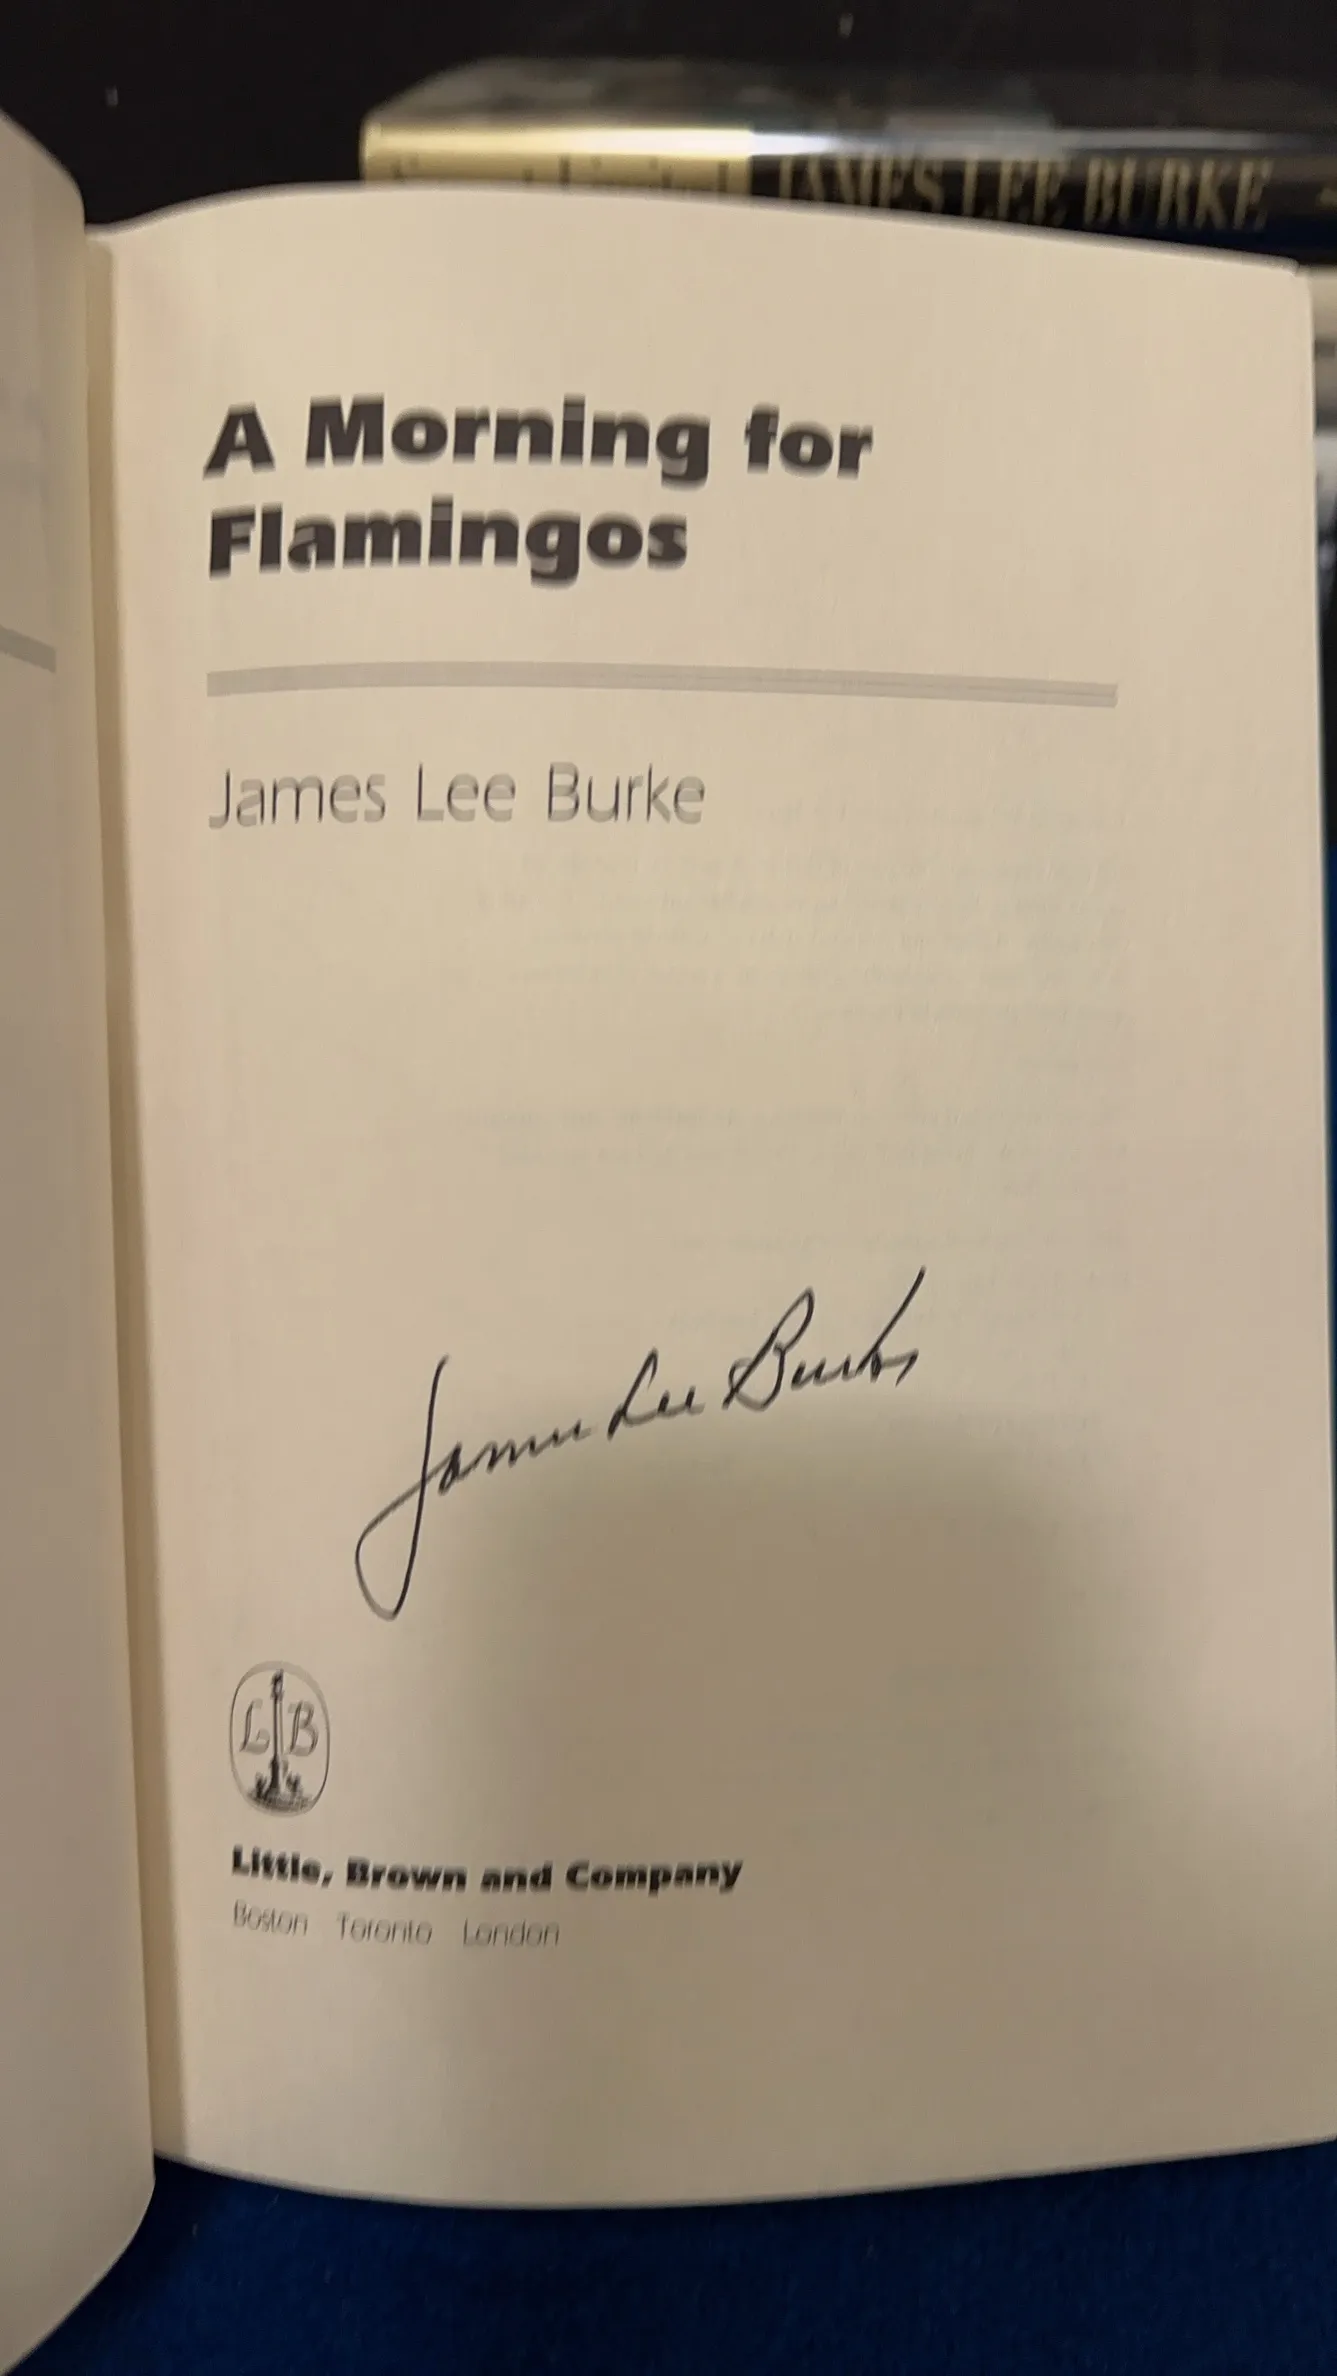 JAMES LEE BURKE
A Morning for
Flamingos
James Lee Burke
James Lee Burke
L B
Little, Brown and Company
Boston Toronto London